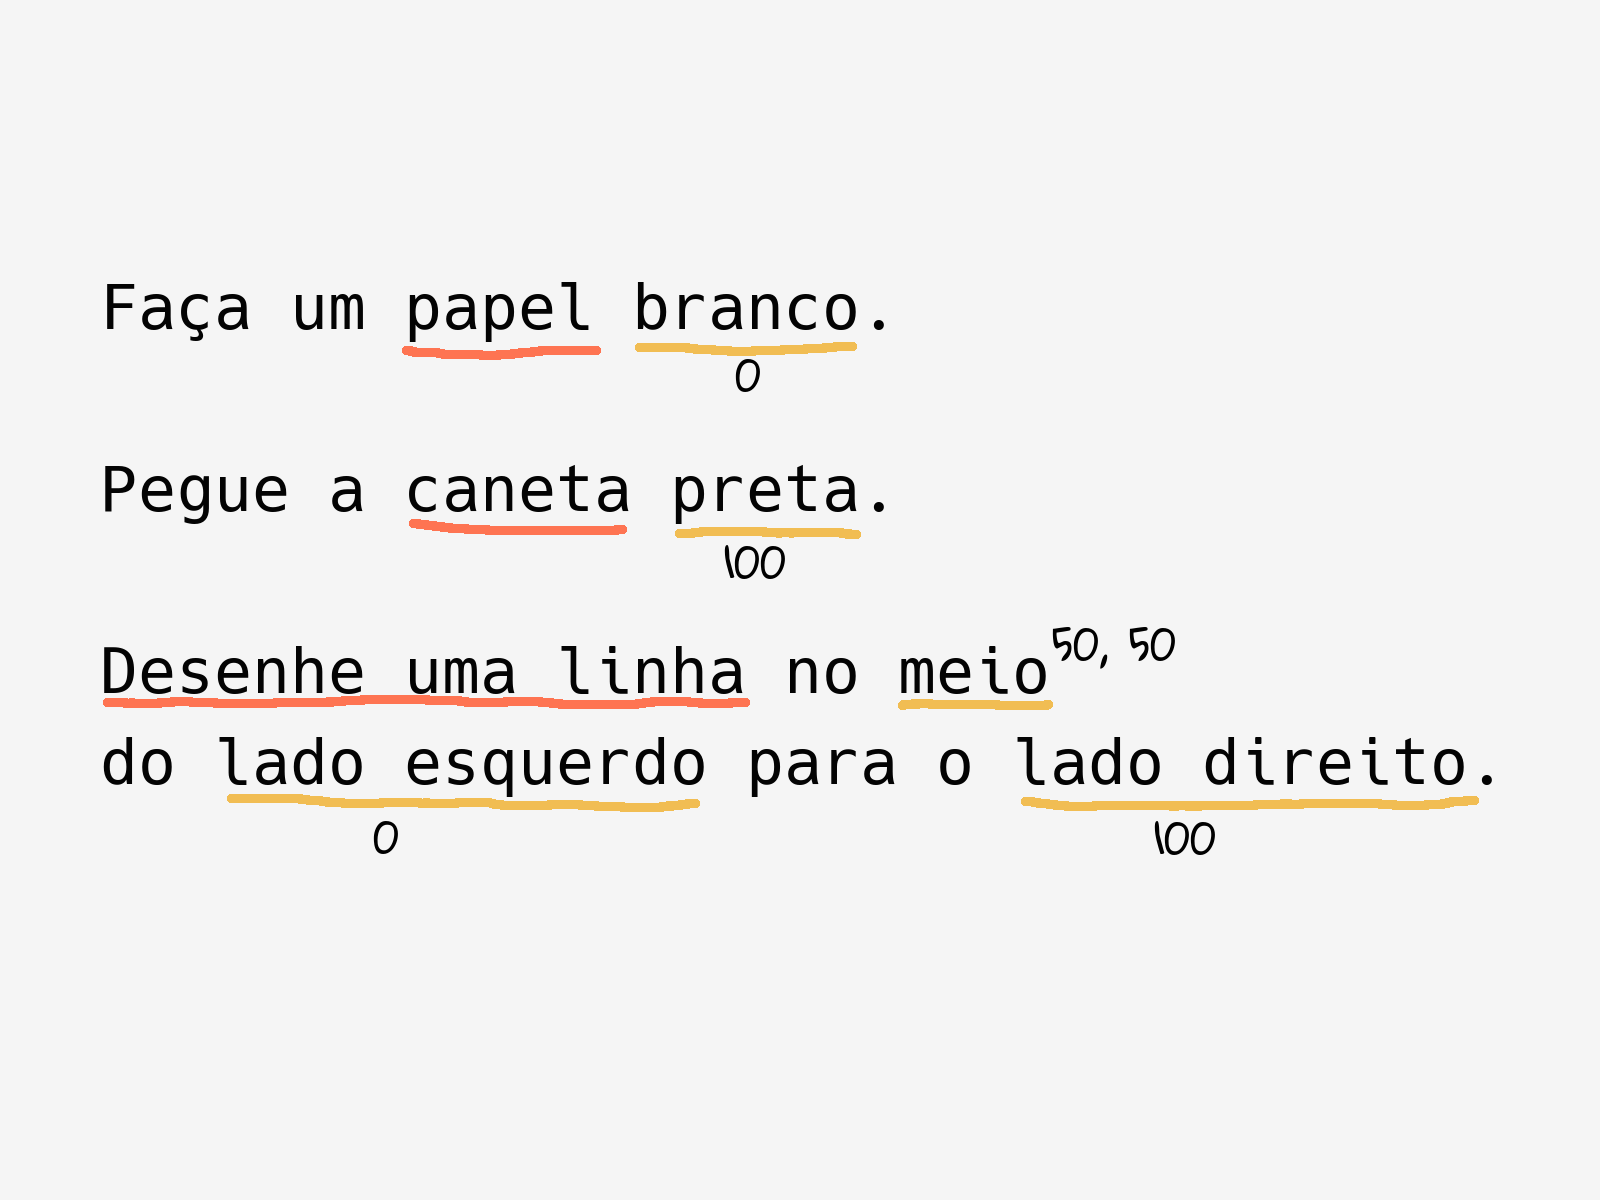 Faça um papel branco.
0
Pegue a caneta preta.
100
Desenhe uma linha no meio 50, 50
do lado esquerdo para o lado direito.
0 100